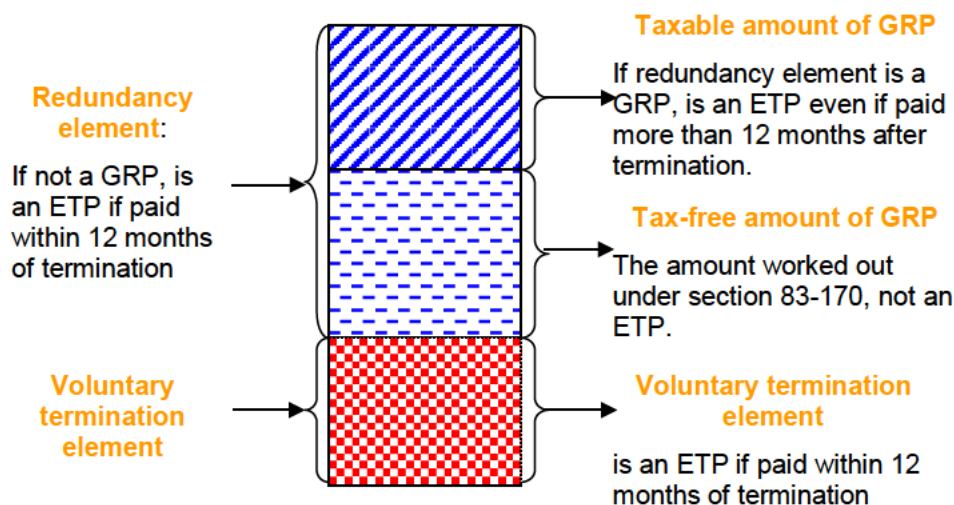 Redundancy
element:
If not a GRP, is
an ETP if paid
within 12 months
of termination
Voluntary
termination
element
Taxable amount of GRP
If redundancy element is a
GRP, is an ETP even if paid
more than 12 months after
termination.
Tax-free amount of GRP
The amount worked out
under section 83-170, not an
ETP.
Voluntary termination
element
is an ETP if paid within 12
months of termination